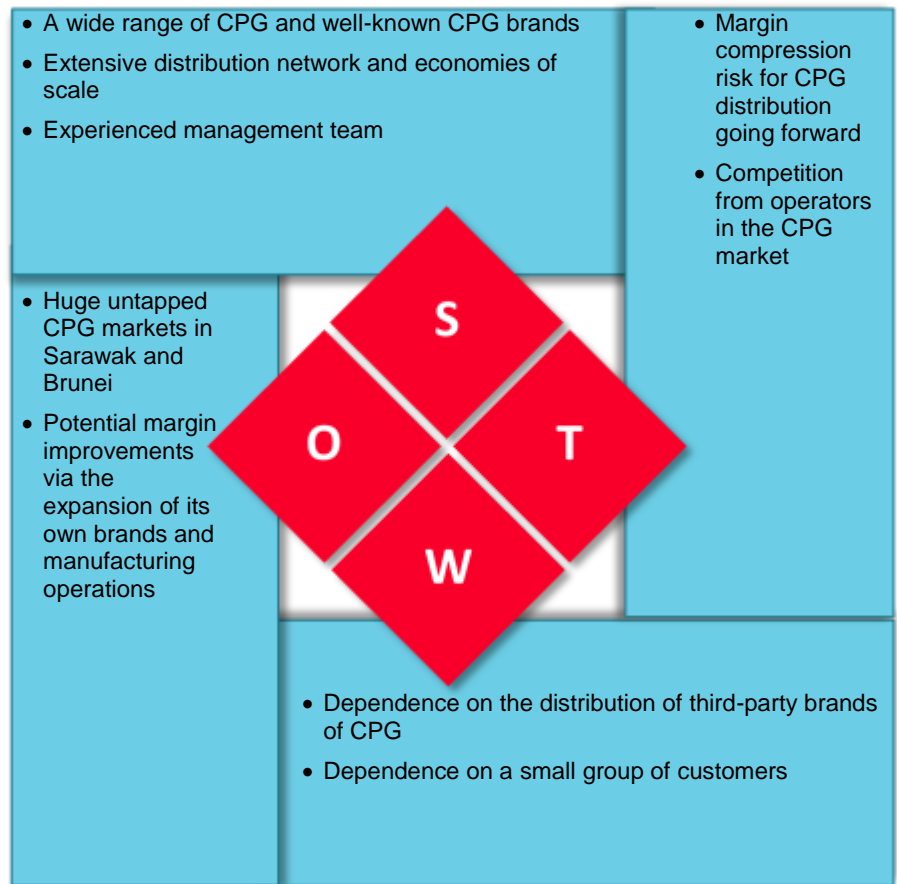 • A wide range of CPG and well-known CPG brands
• Extensive distribution network and economies of
scale
• Experienced management team
• Margin
compression
risk for CPG
distribution
going forward
• Competition
from operators
in the CPG
market
• Huge untapped
CPG markets in
Sarawak and
Brunei
• Potential margin
improvements
via the
expansion of its
own brands and
manufacturing
operations
S
O
T
W
• Dependence on the distribution of third-party brands
of CPG
• Dependence on a small group of customers